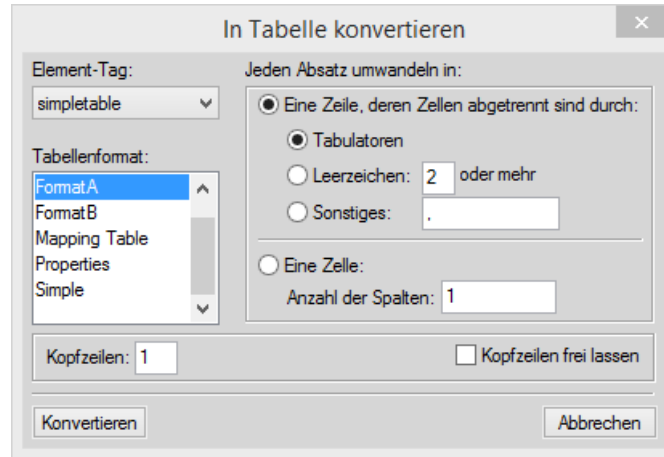 In Tabelle konvertieren
Element-Tag:
simpletable
Tabellenformat:
FormatA
FormatB
Mapping Table
Properties
Simple
Jeden Absatz umwandeln in:
Eine Zeile, deren Zellen abgetrennt sind durch:
Tabulatoren
Leerzeichen: 2 oder mehr
Sonstiges: .
Eine Zelle:
Anzahl der Spalten: 1
Kopfzeilen: 1
Kopfzeilen frei lassen
Konvertieren
Abbrechen